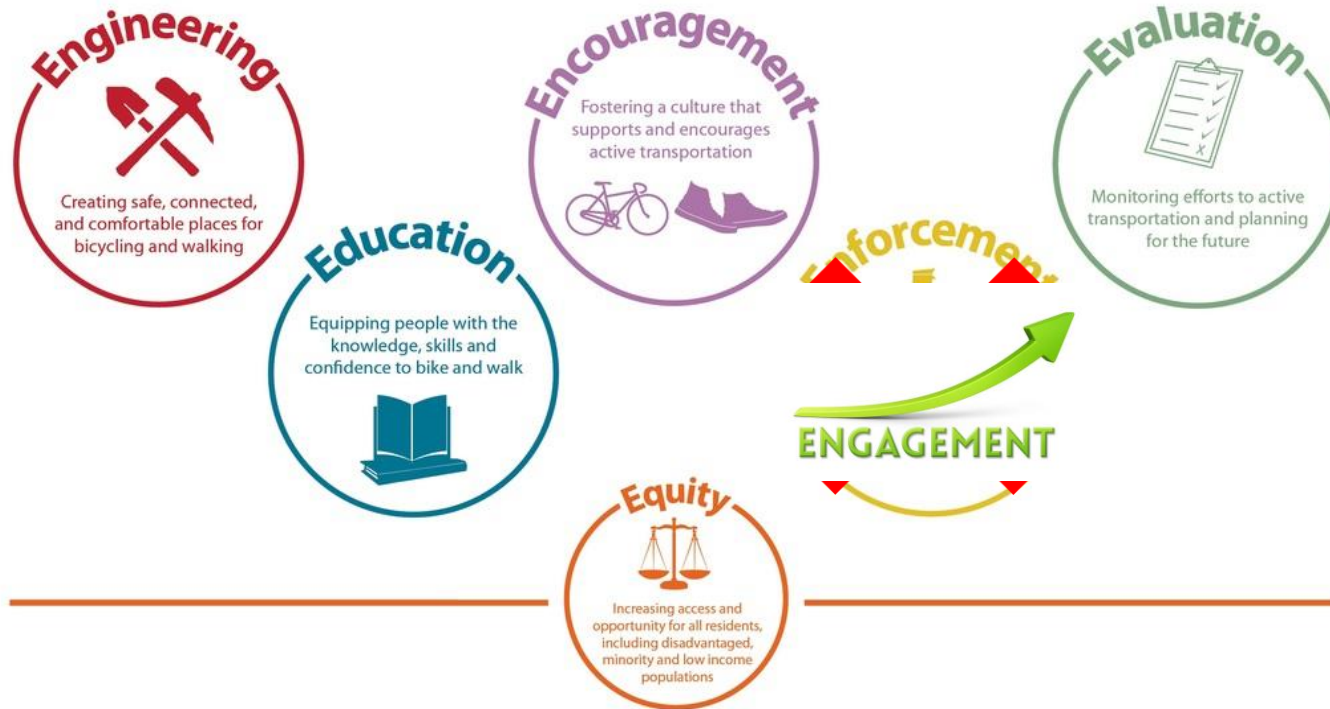 Engineering
Creating safe, connected,
and comfortable places for
bicycling and walking
Education
Equipping people with the
knowledge, skills and
confidence to bike and walk
Encouragement
Fostering a culture that
supports and encourages
active transportation
Enforcement
ENGAGEMENT
Evaluation
Monitoring efforts to active
transportation and planning
for the future
Equity
Increasing access and
opportunity for all residents,
including disadvantaged,
minority and low income
populations